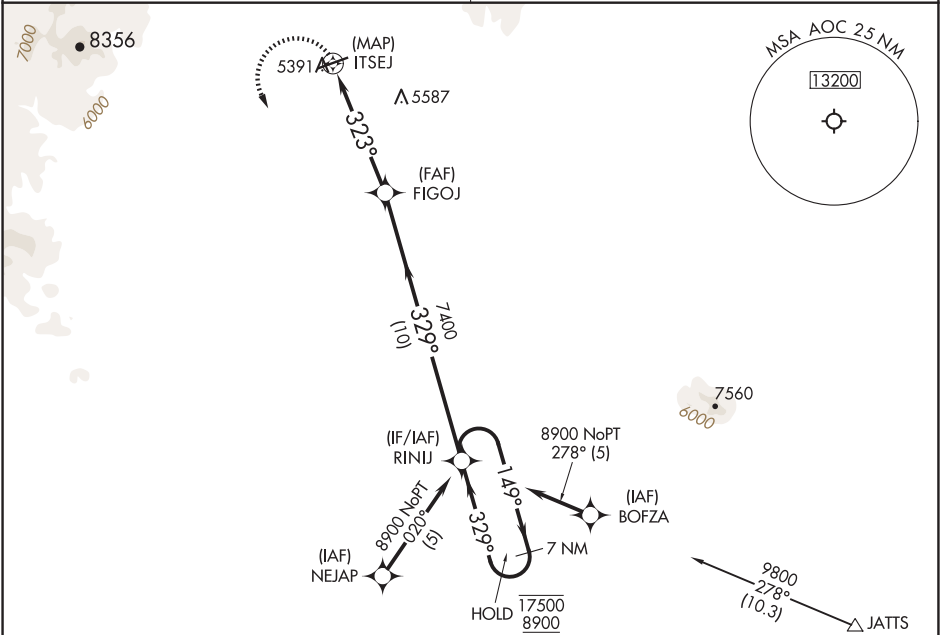 7000
8356
6000
5391
(MAP)
ITSEJ
5587
323°
(FAF)
FIGOJ
MSA AOC 25 NM
13200
7400
329°
(10)
7560
6000
(IF/IAF)
RINIJ
8900 NoPT
278° (5)
149°
(IAF)
BOFZA
8900 NoPT
020°
(5)
329°
(IAF)
NEJAP
7 NM
HOLD
17500
8900
9800
278°
(10.3)
JATTS